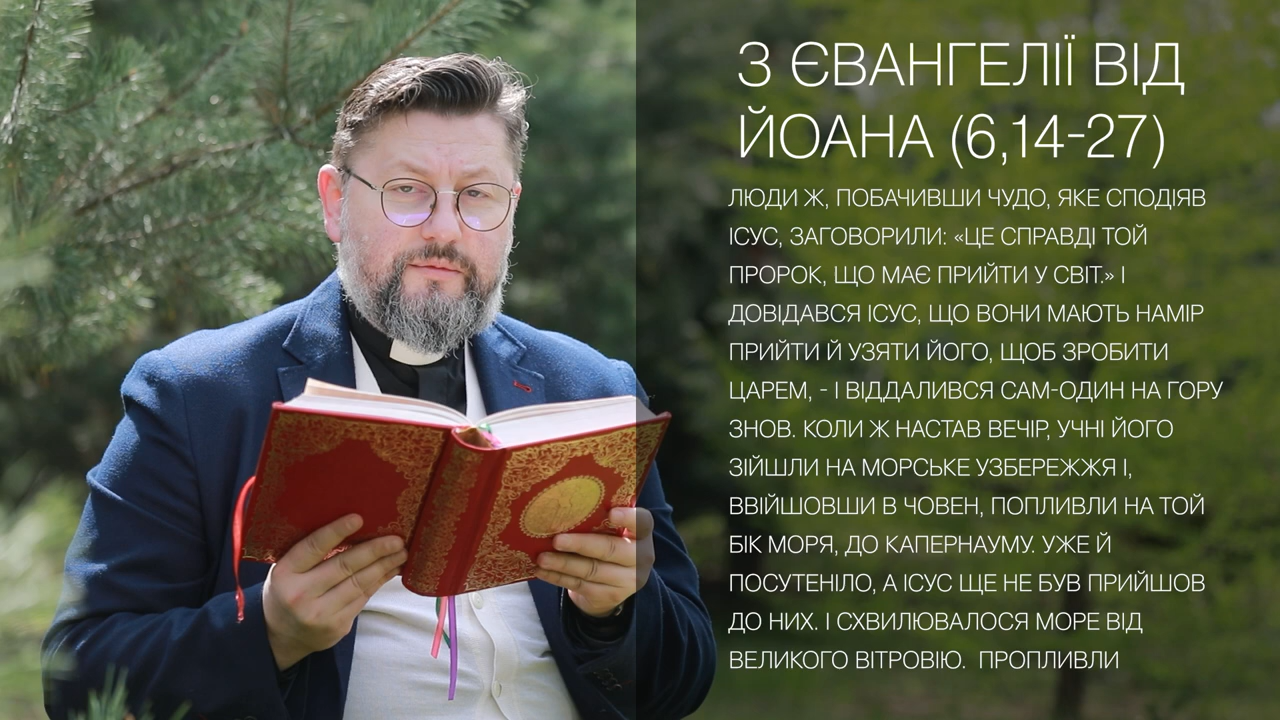 З ЄВАНГЕЛІЇ ВІД
ЙОАНА (6,14-27)
ЛЮДИ Ж, ПОБАЧИВШИ ЧУДО, ЯКЕ СПОДІЯВ
ІСУС, ЗАГОВОРИЛИ: «ЦЕ СПРАВДІ ТОЙ
ПРОРОК, ЩО МАЄ ПРИЙТИ У СВІТ.» І
ДОВІДАВСЯ ІСУС, ЩО ВОНИ МАЮТЬ НАМІР
ПРИЙТИ Й УЗЯТИ ЙОГО, ЩОБ ЗРОБИТИ
ЦАРЕМ, - І ВІДДАЛИВСЯ САМ-ОДИН НА ГОРУ
ЗНОВ. КОЛИ Ж НАСТАВ ВЕЧІР, УЧНІ ЙОГО
ЗІЙШЛИ НА МОРСЬКЕ УЗБЕРЕЖЖЯ І,
ВВІЙШОВШИ В ЧОВЕН, ПОПЛИВЛИ НА ТОЙ
БІК МОРЯ, ДО КАПЕРНАУМУ. УЖЕ Й
ПОСУТЕНІЛО, А ІСУС ЩЕ НЕ БУВ ПРИЙШОВ
ДО НИХ. І СХВИЛЮВАЛОСЯ МОРЕ ВІД
ВЕЛИКОГО ВІТРОВІЮ. ПРОПЛИВЛИ